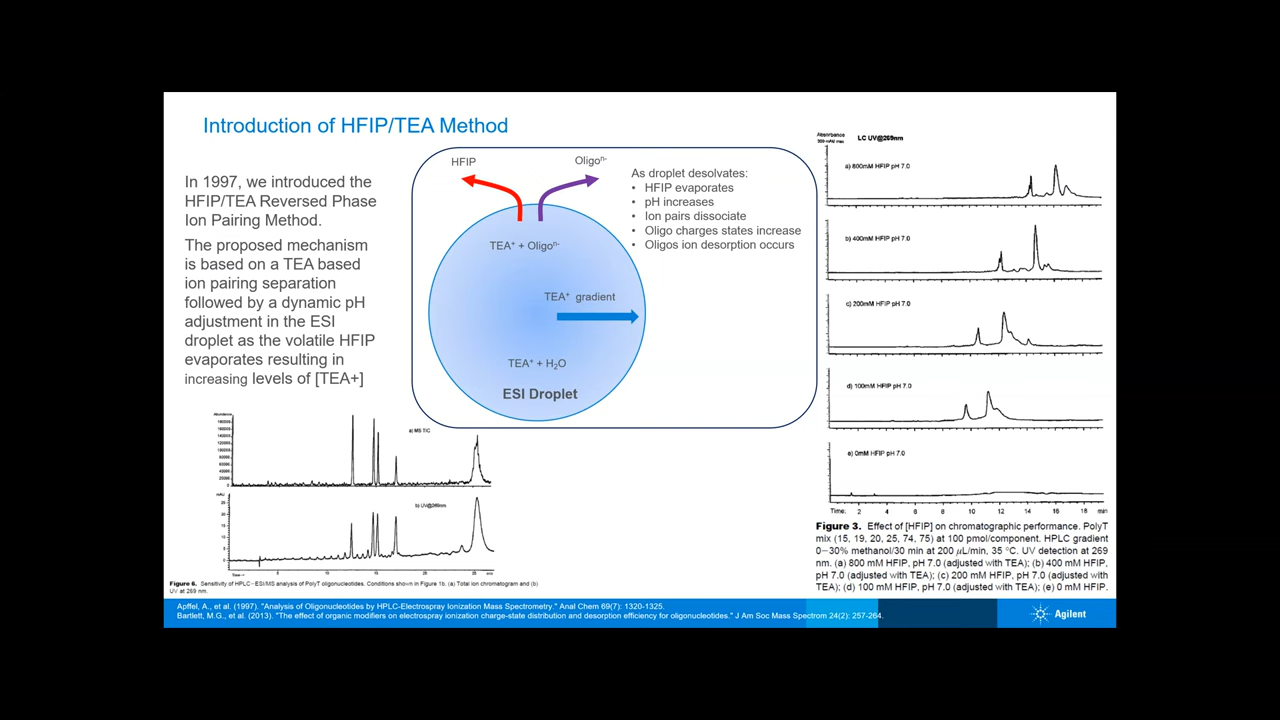 Introduction of HFIP/TEA Method
In 1997, we introduced the
HFIP/TEA Reversed Phase
Ion Pairing Method.
The proposed mechanism
is based on a TEA based
ion pairing separation
followed by a dynamic pH
adjustment in the ESI
droplet as the volatile HFIP
evaporates resulting in
increasing levels of [TEA+]
HFIP
Oligoⁿ⁻
TEA⁺ + Oligoⁿ⁻
TEA⁺ gradient
TEA⁺ + H₂O
ESI Droplet
As droplet desolvates:
• HFIP evaporates
• pH increases
• Ion pairs dissociate
• Oligo charges states increase
• Oligos ion desorption occurs
Absorbance
LC UV@269nm
a) 800mM HFIP pH 7.0
b) 400mM HFIP pH 7.0
c) 200mM HFIP pH 7.0
d) 100mM HFIP pH 7.0
e) 0mM HFIP pH 7.0
Time: 2 4 6 8 10 12 14 16 18 min
Figure 3. Effect of [HFIP] on chromatographic performance. PolyT
mix (15, 19, 20, 25, 74, 75) at 100 pmol/component. HPLC gradient
0–30% methanol/30 min at 200 μL/min, 35 °C. UV detection at 269
nm. (a) 800 mM HFIP, pH 7.0 (adjusted with TEA); (b) 400 mM HFIP,
pH 7.0 (adjusted with TEA); (c) 200 mM HFIP, pH 7.0 (adjusted with
TEA); (d) 100 mM HFIP, pH 7.0 (adjusted with TEA); (e) 0 mM HFIP.
a) MS TIC
b) UV@269nm
Figure 6. Sensitivity of HPLC–ESI/MS analysis of PolyT oligonucleotides. Conditions shown in Figure 1b. (a) Total ion chromatogram and (b)
UV at 269 nm.
Apffel, A., et al. (1997). "Analysis of Oligonucleotides by HPLC-Electrospray Ionization Mass Spectrometry." Anal Chem 69(7): 1320-1325.
Bartlett, M.G., et al. (2013). "The effect of organic modifiers on electrospray ionization charge-state distribution and desorption efficiency for oligonucleotides." J Am Soc Mass Spectrom 24(2): 257-264.
Agilent